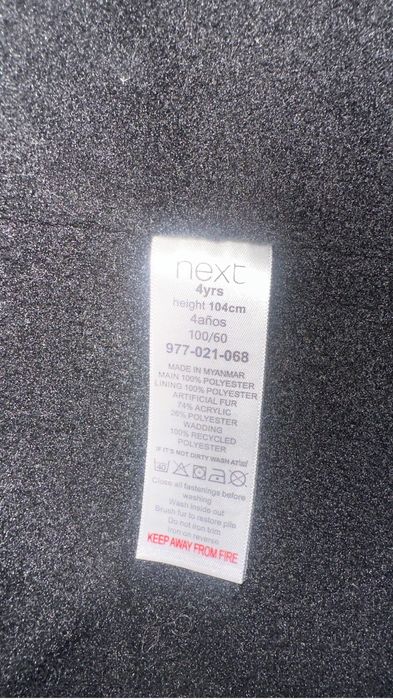 next
4yrs
height 104cm
4años
100/60
977-021-068
MADE IN MYANMAR
MAIN 100% POLYESTER
LINING 100% POLYESTER
ARTIFICIAL FUR
74% ACRYLIC
26% POLYESTER
WADDING
100% RECYCLED
POLYESTER
IF IT'S NOT DIRTY WASH AT
40
Close all fastenings before
washing
Wash inside out
Brush fur to restore pile
Do not iron trim
Iron on reverse
KEEP AWAY FROM FIRE